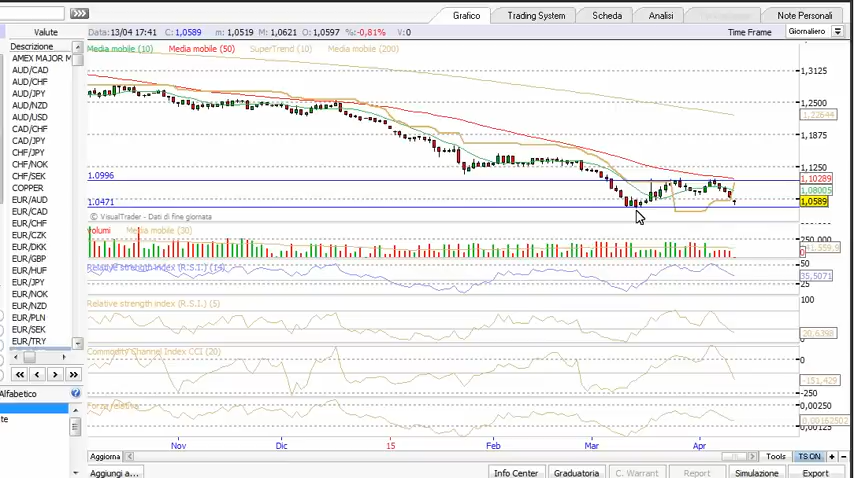 Grafico Trading System Scheda Analisi Note Personali
Valute
Data: 13/04 17:41 C: 1,0589 m: 1,0519 M: 1,0621 O: 1,0597 %:-0,81% V: 0 Time Frame Giornaliero
Descrizione
Media mobile (10) Media mobile (50) SuperTrend (10) Media mobile (200)
AMEX MAJOR M
AUD/CAD
AUD/CHF
AUD/JPY
AUD/NZD
AUD/USD
CAD/CHF
CAD/JPY
CHF/JPY
CHF/NOK
CHF/SEK
COPPER
EUR/AUD
EUR/CAD
EUR/CHF
EUR/CZK
EUR/DKK
EUR/GBP
EUR/HUF
EUR/JPY
EUR/NOK
EUR/NZD
EUR/PLN
EUR/SEK
EUR/TRY
Alfabetico
te
1,3125
1,2500
1,22644
1,1875
1,1250
1,10289
1,08005
1,0589
1.0996
1.0471
© VisualTrader - Dati di fine giornata
Volumi Media mobile (30)
250.000
0
Relative strength index (R.S.I.) (14)
50
35,5071
25
Relative strength index (R.S.I.) (5)
100
20,6398
0
Commodity Channel Index CCI (20)
0
-151,429
-250
Forza relativa
0,00250
0,00125
Nov Dic 15 Feb Mar Apr
Aggiorna Tools TS ON + −
Aggiungi a... Info Center Graduatoria C. Warrant Report Simulazione Export